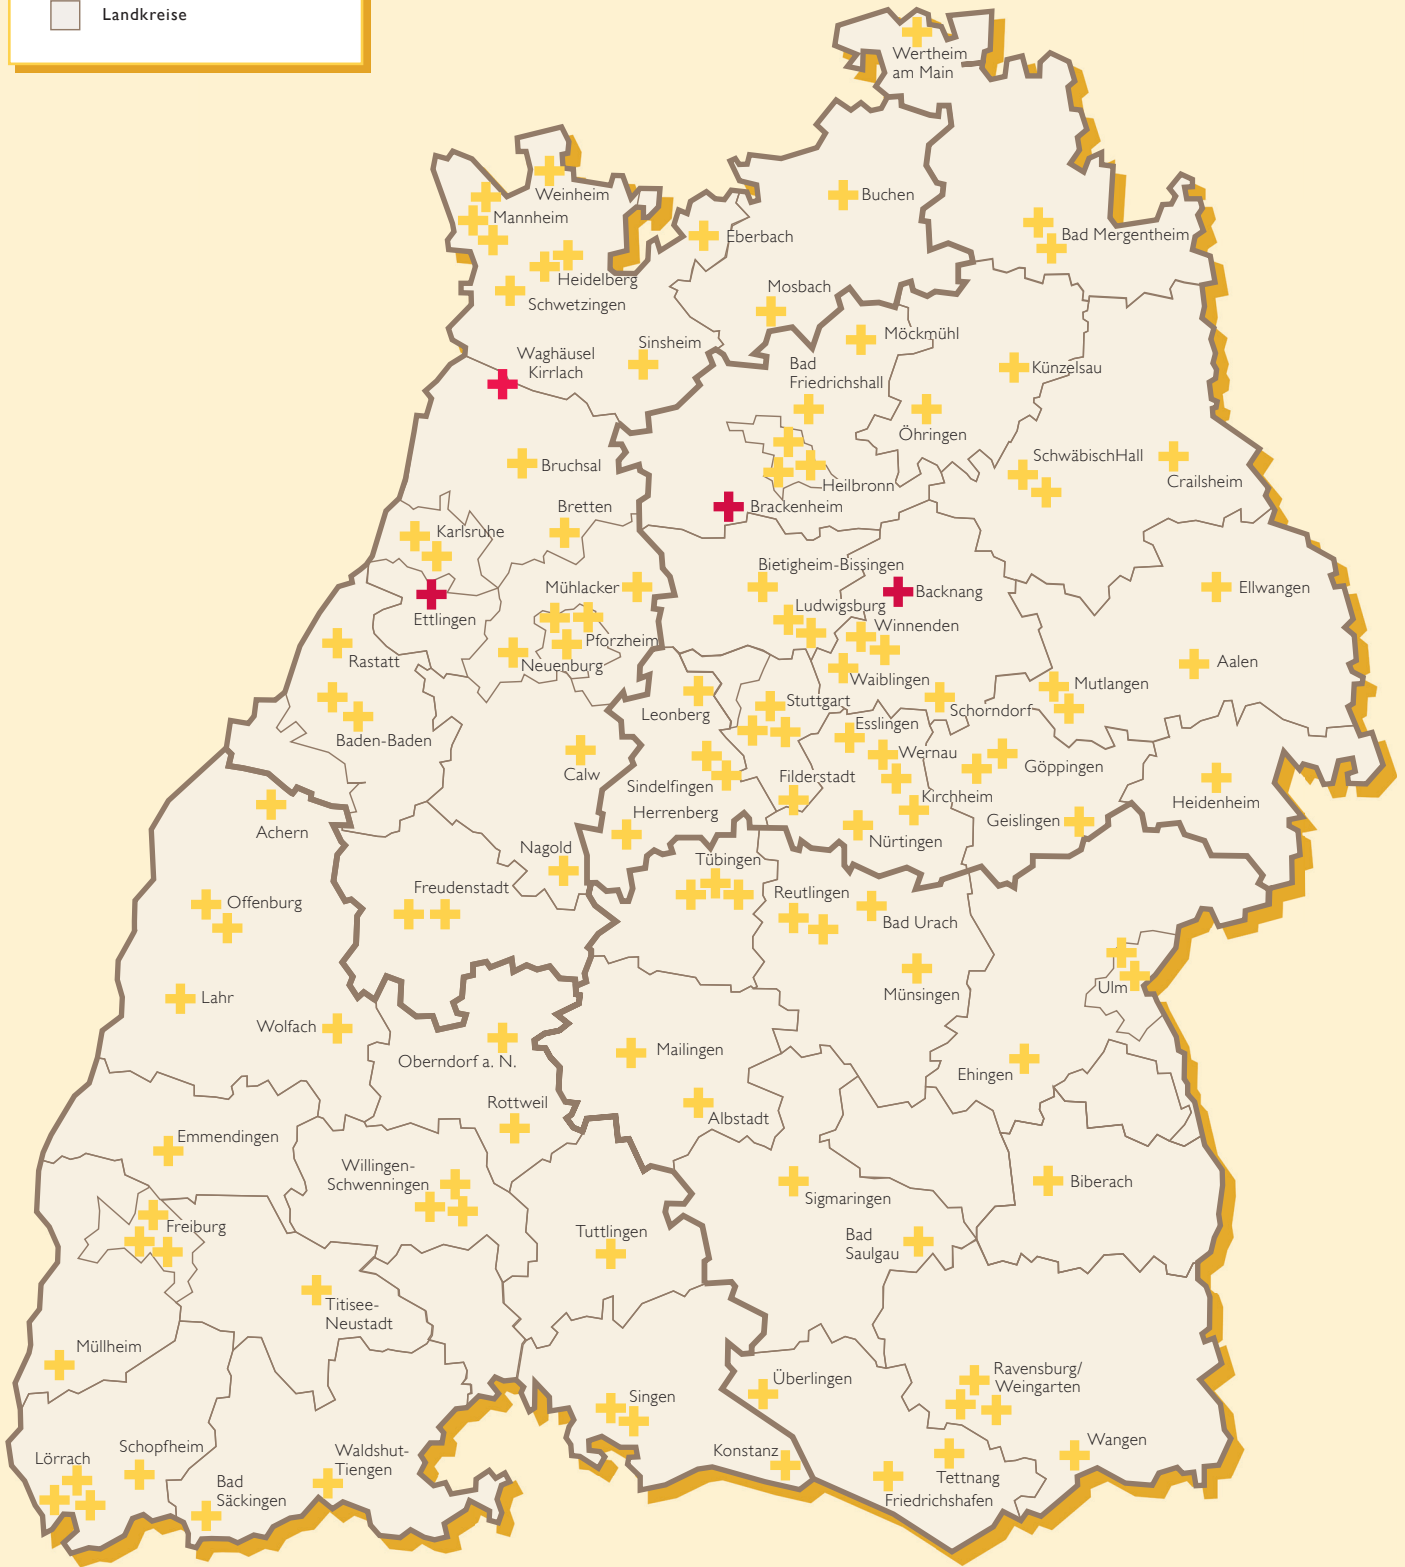 Landkreise
Wertheim
am Main
Weinheim
Buchen
Mannheim
Eberbach
Bad Mergentheim
Heidelberg
Mosbach
Schwetzingen
Möckmühl
Sinsheim
Waghäusel
Kirrlach
Bad
Friedrichshall
Künzelsau
Öhringen
SchwäbischHall
Bruchsal
Crailsheim
Heilbronn
Bretten
Brackenheim
Karlsruhe
Bietigheim-Bissingen
Mühlacker
Ellwangen
Backnang
Ludwigsburg
Ettlingen
Winnenden
Pforzheim
Rastatt
Neuenburg
Aalen
Waiblingen
Mutlangen
Stuttgart
Leonberg
Schorndorf
Esslingen
Baden-Baden
Wernau
Göppingen
Calw
Filderstadt
Sindelfingen
Kirchheim
Heidenheim
Herrenberg
Geislingen
Achern
Nürtingen
Nagold
Tübingen
Freudenstadt
Reutlingen
Offenburg
Bad Urach
Ulm
Münsingen
Lahr
Wolfach
Mailingen
Oberndorf a. N.
Ehingen
Rottweil
Albstadt
Emmendingen
Willingen-
Schwenningen
Biberach
Sigmaringen
Freiburg
Tuttlingen
Bad
Saulgau
Titisee-
Neustadt
Müllheim
Ravensburg/
Weingarten
Überlingen
Singen
Wangen
Schopfheim
Konstanz
Waldshut-
Tiengen
Lörrach
Tettnang
Bad
Säckingen
Friedrichshafen